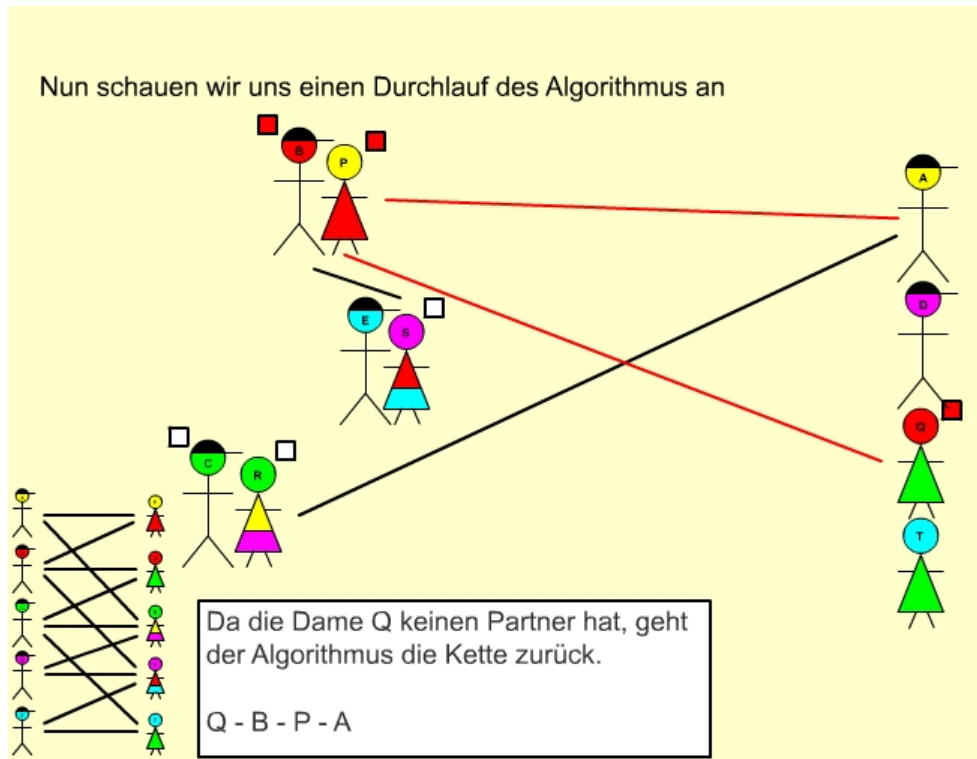 Nun schauen wir uns einen Durchlauf des Algorithmus an
B
P
A
E
S
D
C
R
Q
T
Da die Dame Q keinen Partner hat, geht
der Algorithmus die Kette zurück.
Q - B - P - A